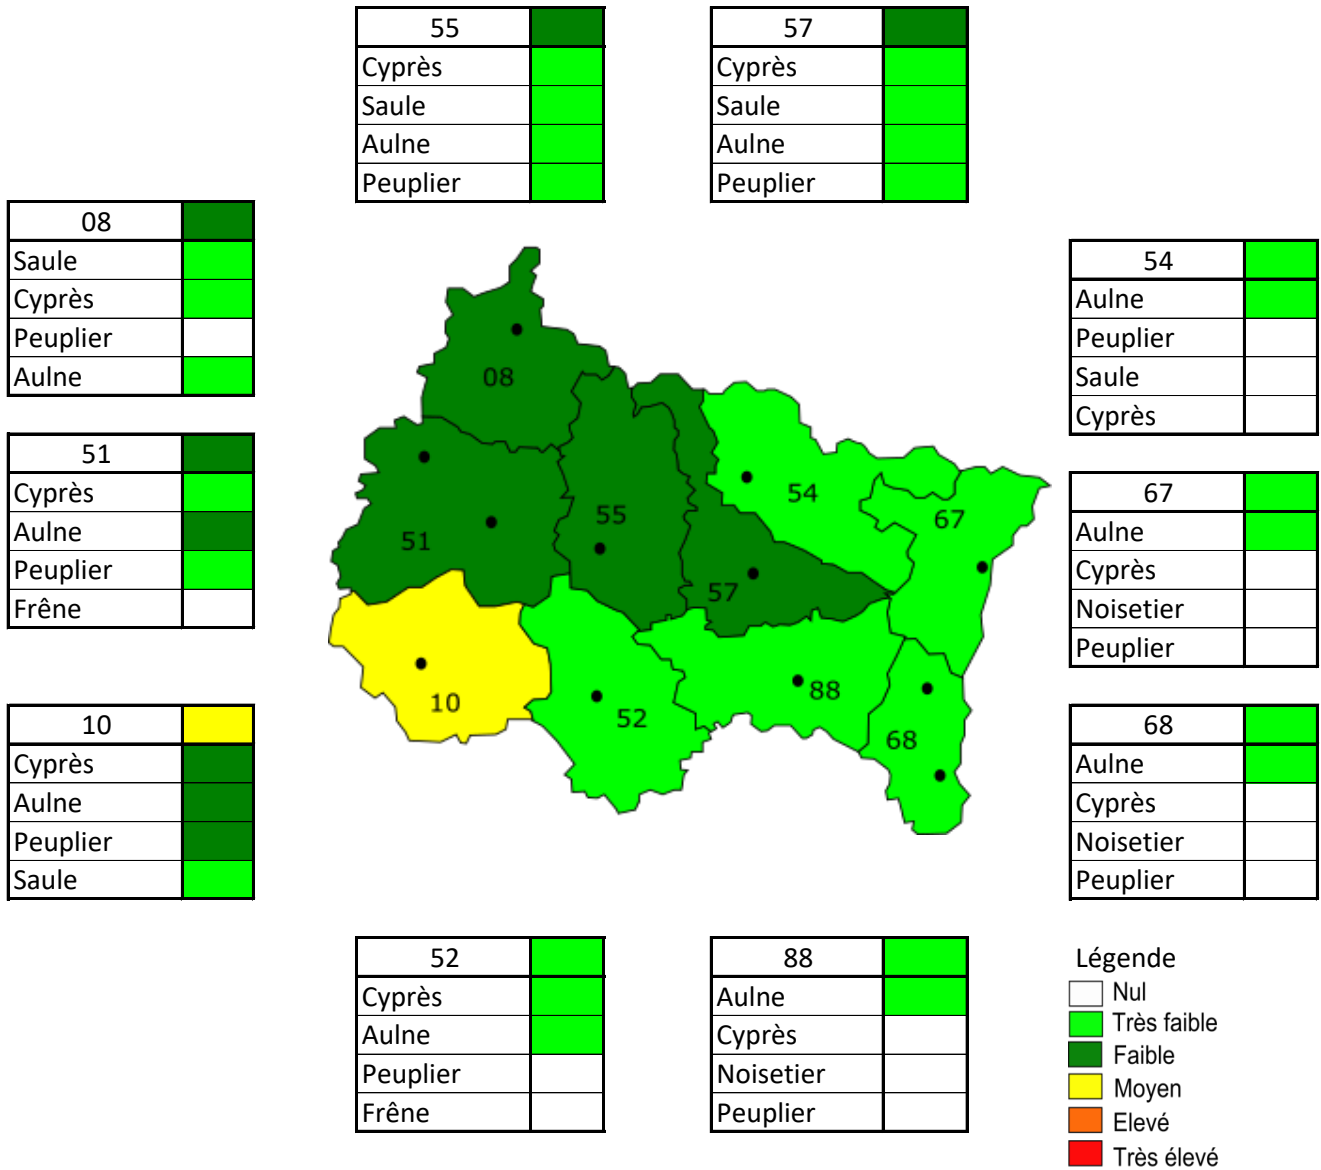 55
Cyprès
Saule
Aulne
Peuplier
57
Cyprès
Saule
Aulne
Peuplier
08
Saule
Cyprès
Peuplier
Aulne
51
Cyprès
Aulne
Peuplier
Frêne
10
Cyprès
Aulne
Peuplier
Saule
08
51
55
54
67
57
10
52
88
68
54
Aulne
Peuplier
Saule
Cyprès
67
Aulne
Cyprès
Noisetier
Peuplier
68
Aulne
Cyprès
Noisetier
Peuplier
52
Cyprès
Aulne
Peuplier
Frêne
88
Aulne
Cyprès
Noisetier
Peuplier
Légende
Nul
Très faible
Faible
Moyen
Elevé
Très élevé